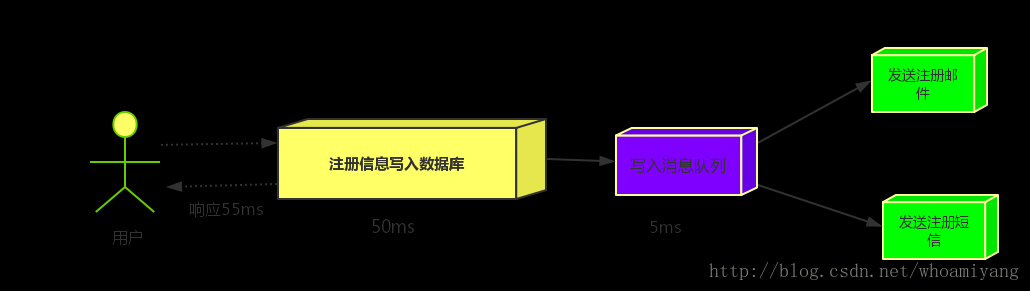 发送注册邮
件
注册信息写入数据库
写入消息队列
响应55ms
用户
50ms
5ms
发送注册短
信
http://blog.csdn.net/whoamiyang